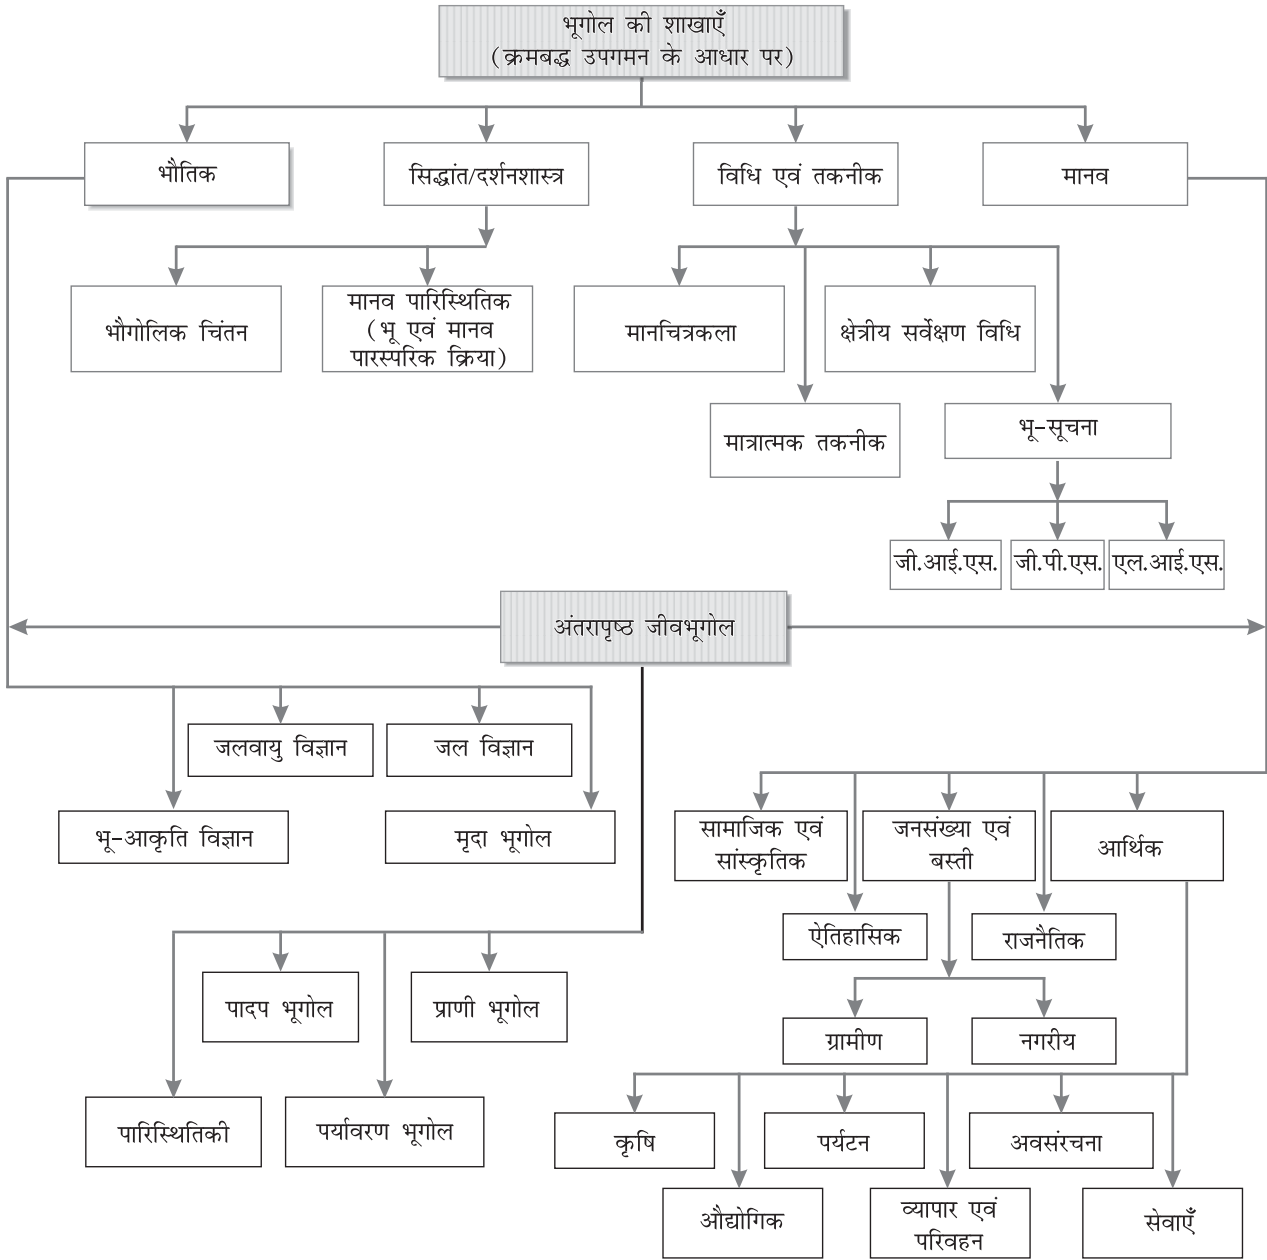 भूगोल की शाखाएँ
(क्रमबद्ध उपगमन के आधार पर)
भौतिक
सिद्धांत/दर्शनशास्त्र
विधि एवं तकनीक
मानव
भौगोलिक चिंतन
मानव पारिस्थितिक
(भू एवं मानव
पारस्परिक क्रिया)
मानचित्रकला
क्षेत्रीय सर्वेक्षण विधि
मात्रात्मक तकनीक
भू-सूचना
जी.आई.एस.
जी.पी.एस.
एल.आई.एस.
अंतरापृष्ठ जीवभूगोल
जलवायु विज्ञान
जल विज्ञान
भू-आकृति विज्ञान
मृदा भूगोल
सामाजिक एवं
सांस्कृतिक
जनसंख्या एवं
बस्ती
आर्थिक
ऐतिहासिक
राजनैतिक
पादप भूगोल
प्राणी भूगोल
ग्रामीण
नगरीय
पारिस्थितिकी
पर्यावरण भूगोल
कृषि
पर्यटन
अवसंरचना
औद्योगिक
व्यापार एवं
परिवहन
सेवाएँ